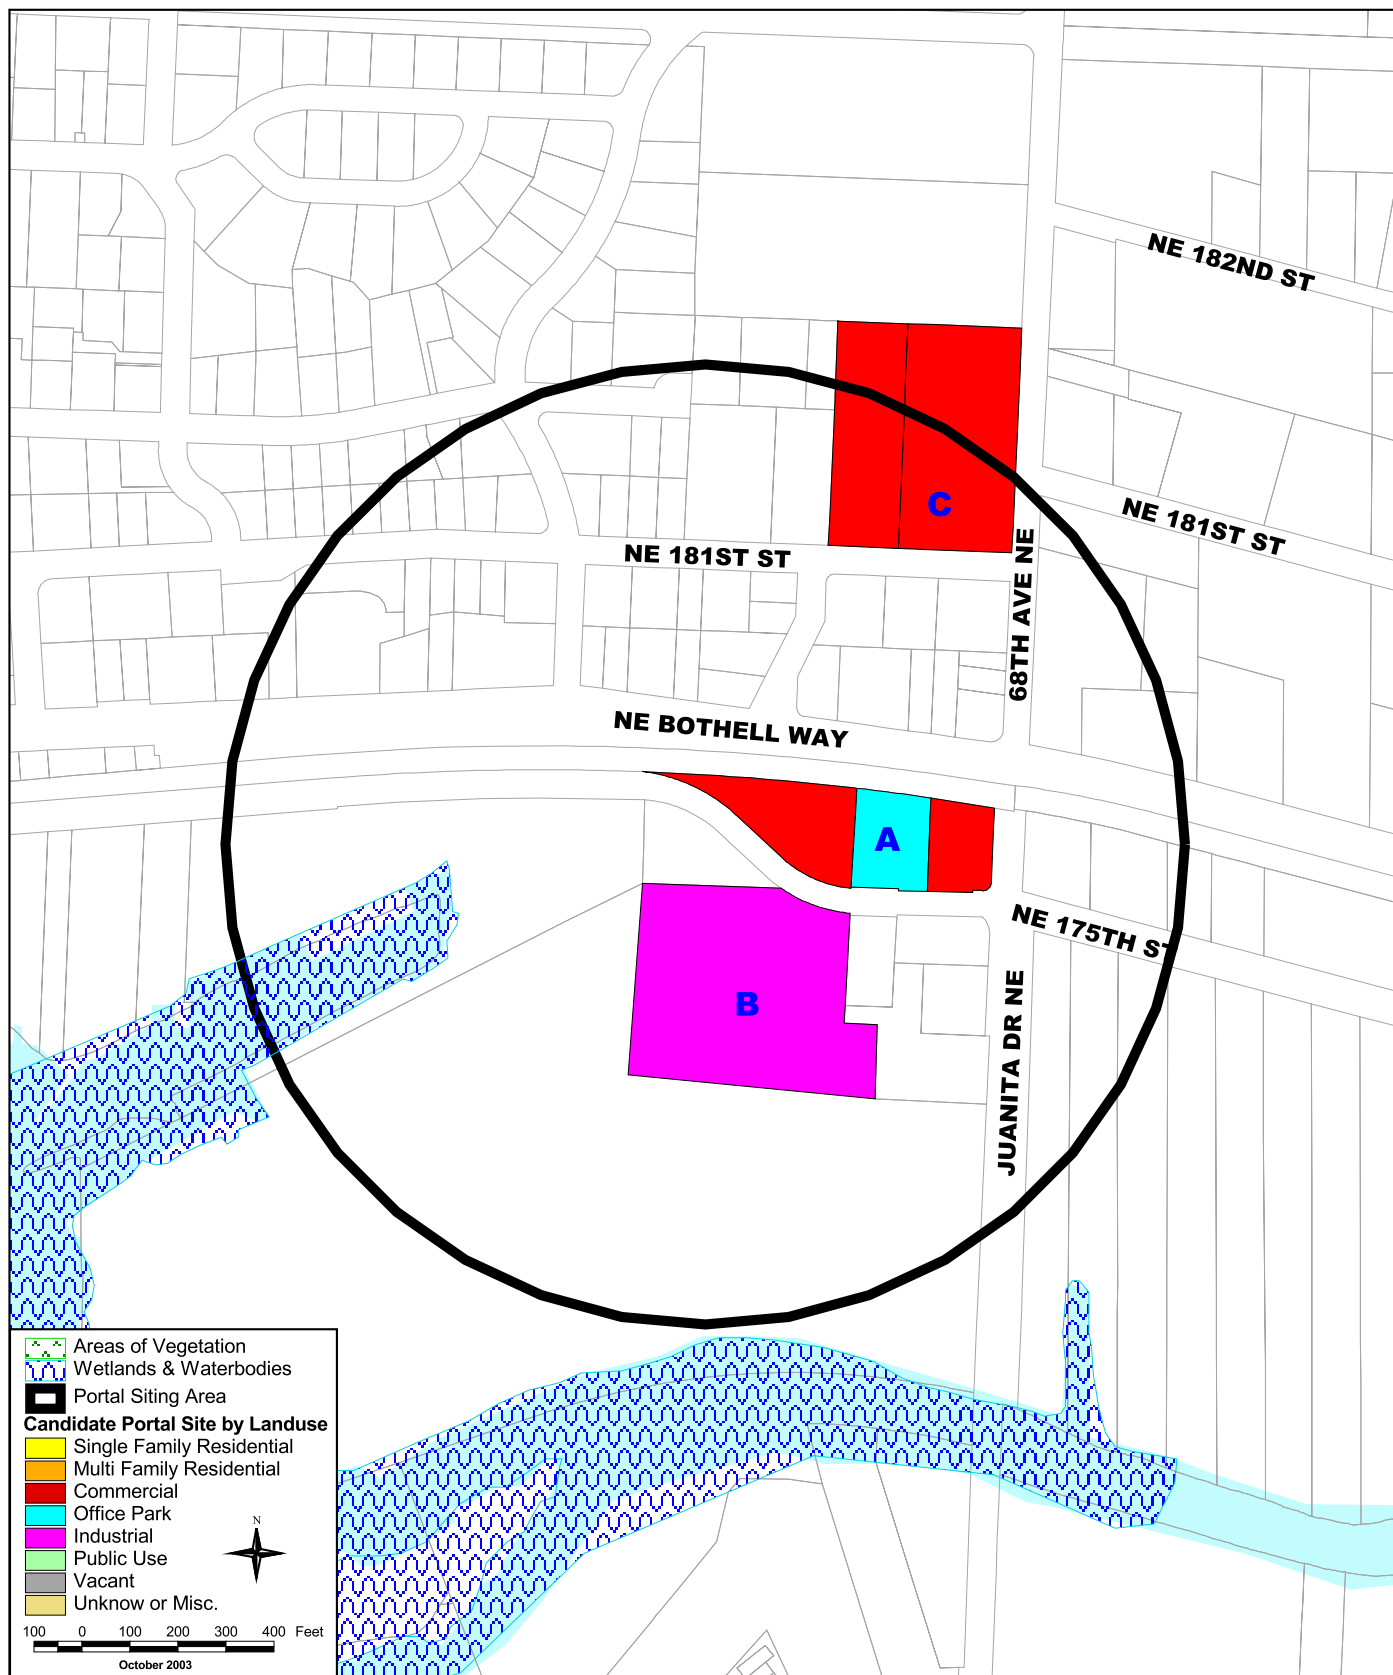 NE 182ND ST
C
NE 181ST ST
NE 181ST ST
68TH AVE NE
NE BOTHELL WAY
A
NE 175TH ST
B
JUANITA DR NE
Areas of Vegetation
Wetlands & Waterbodies
Portal Siting Area
Candidate Portal Site by Landuse
Single Family Residential
Multi Family Residential
Commercial
Office Park
Industrial
Public Use
Vacant
Unknow or Misc.
N
100 0 100 200 300 400 Feet
October 2003